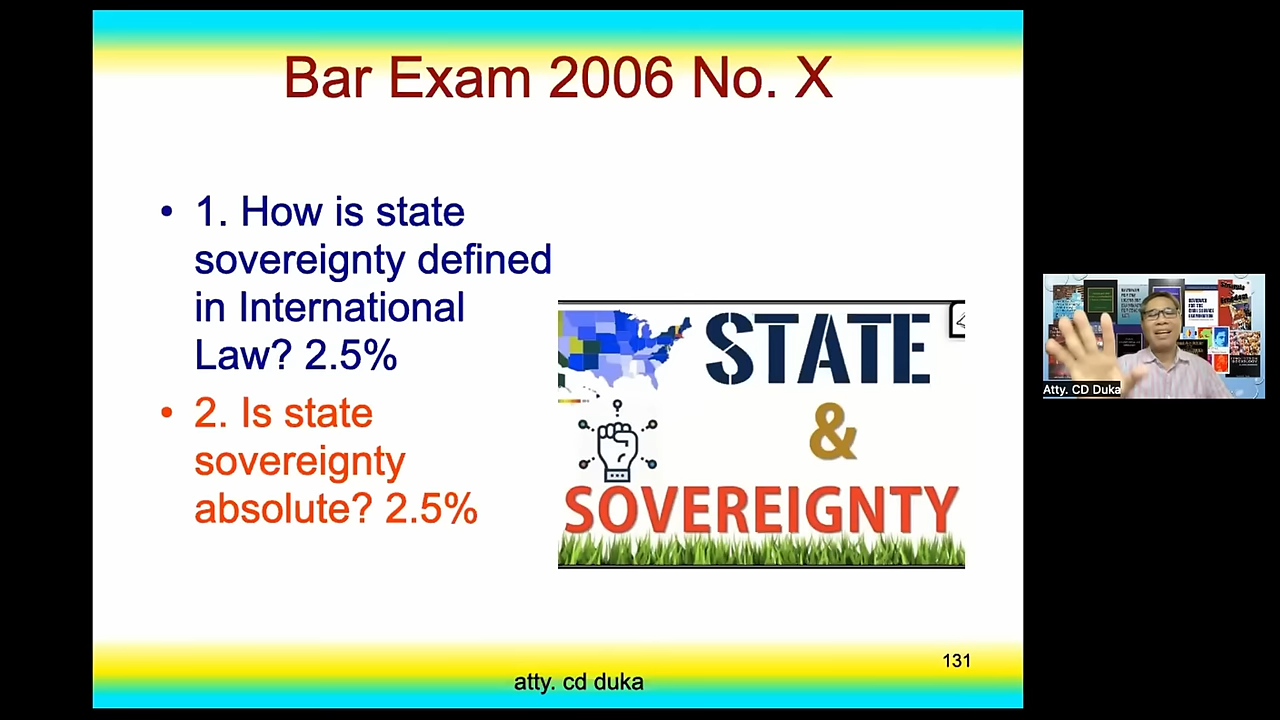 Bar Exam 2006 No. X
• 1. How is state
sovereignty defined
in International
Law? 2.5%
• 2. Is state
sovereignty
absolute? 2.5%
STATE
&
SOVEREIGNTY
131
atty. cd duka
Atty. CD Duka